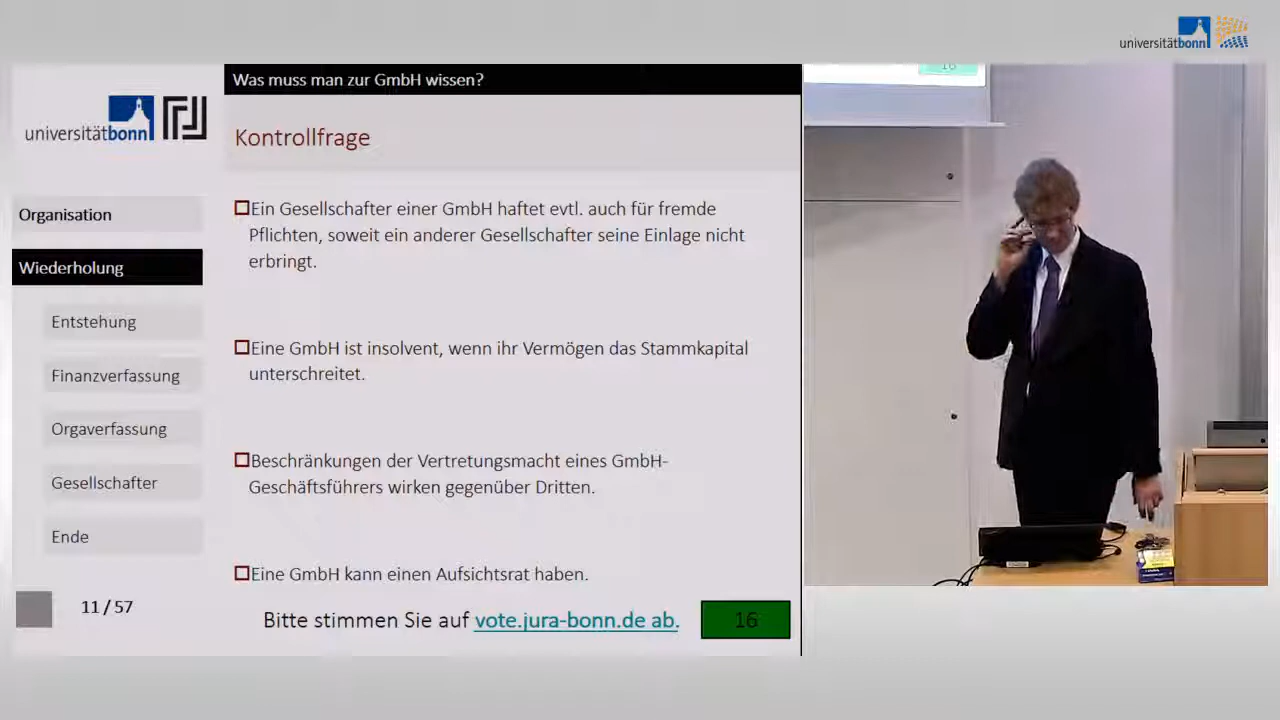 universitätbonn
Was muss man zur GmbH wissen?
universitätbonn
Kontrollfrage
Organisation
Wiederholung
Entstehung
Finanzverfassung
Orgaverfassung
Gesellschafter
Ende
11 / 57
Ein Gesellschafter einer GmbH haftet evtl. auch für fremde
Pflichten, soweit ein anderer Gesellschafter seine Einlage nicht
erbringt.
Eine GmbH ist insolvent, wenn ihr Vermögen das Stammkapital
unterschreitet.
Beschränkungen der Vertretungsmacht eines GmbH-
Geschäftsführers wirken gegenüber Dritten.
Eine GmbH kann einen Aufsichtsrat haben.
Bitte stimmen Sie auf vote.jura-bonn.de ab.
16